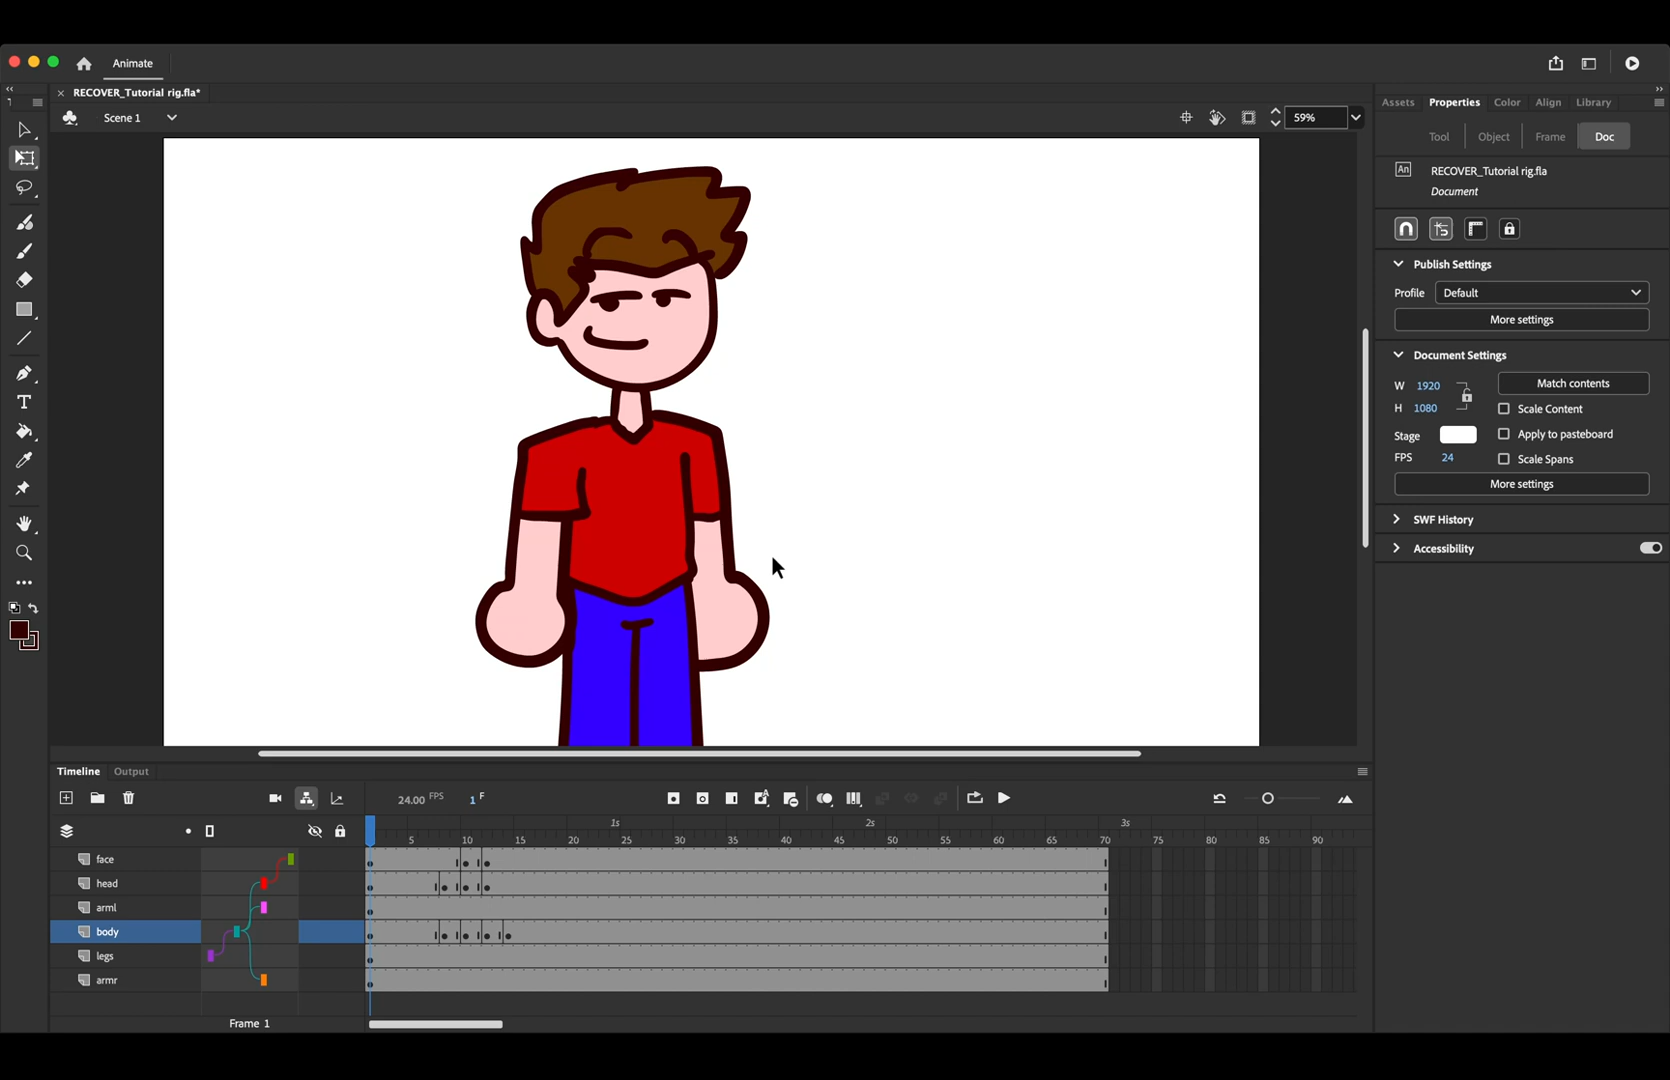 Animate
RECOVER_Tutorial rig.fla*
Scene 1
59%
Assets Properties Color Align Library
Tool Object Frame Doc
An RECOVER_Tutorial rig.fla
Document
Publish Settings
Profile Default
More settings
Document Settings
W 1920 Match contents
H 1080 Scale Content
Stage Apply to pasteboard
FPS 24 Scale Spans
More settings
SWF History
Accessibility
Timeline Output
24.00 FPS 1 F
1s 2s 3s
5 10 15 20 25 30 35 40 45 50 55 60 65 70 75 80 85 90
face
head
arml
body
legs
armr
Frame 1